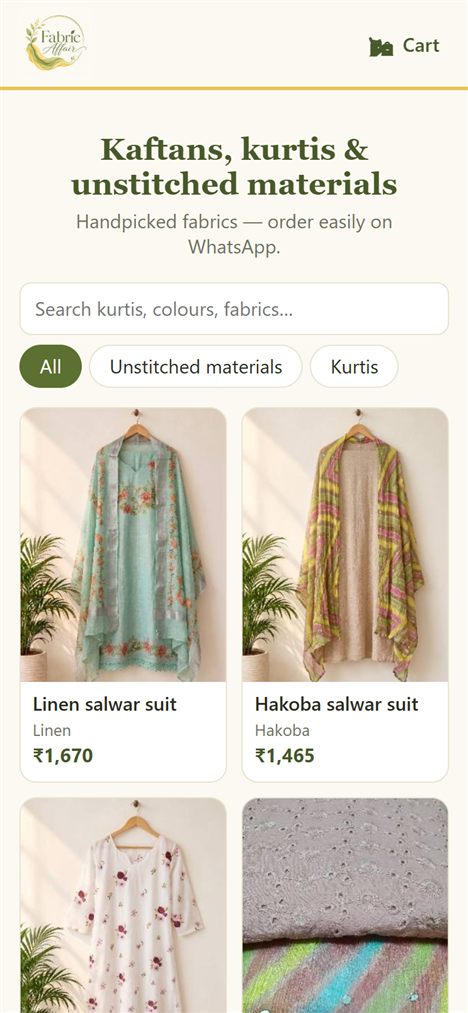 Fabric
Affair
Cart
Kaftans, kurtis &
unstitched materials
Handpicked fabrics — order easily on
WhatsApp.
Search kurtis, colours, fabrics...
All
Unstitched materials
Kurtis
Linen salwar suit
Linen
₹1,670
Hakoba salwar suit
Hakoba
₹1,465